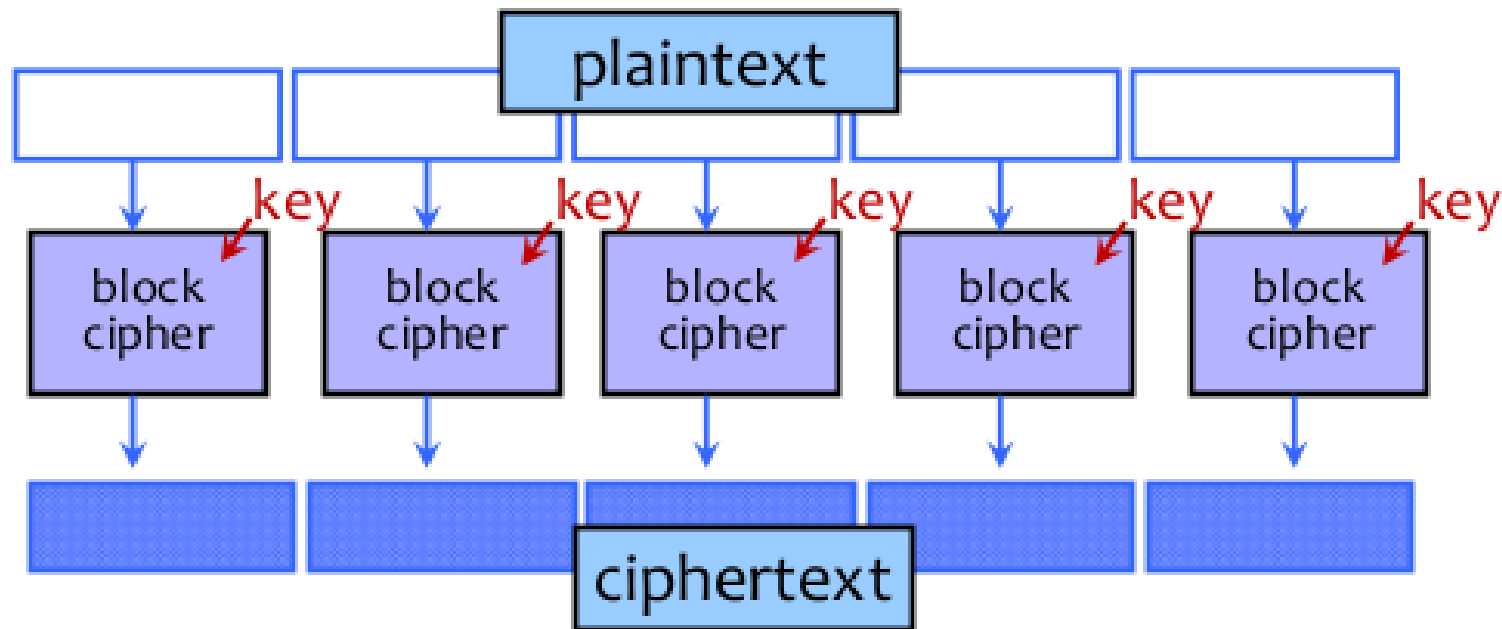 plaintext
key key key key key
block block block block block
cipher cipher cipher cipher cipher
ciphertext